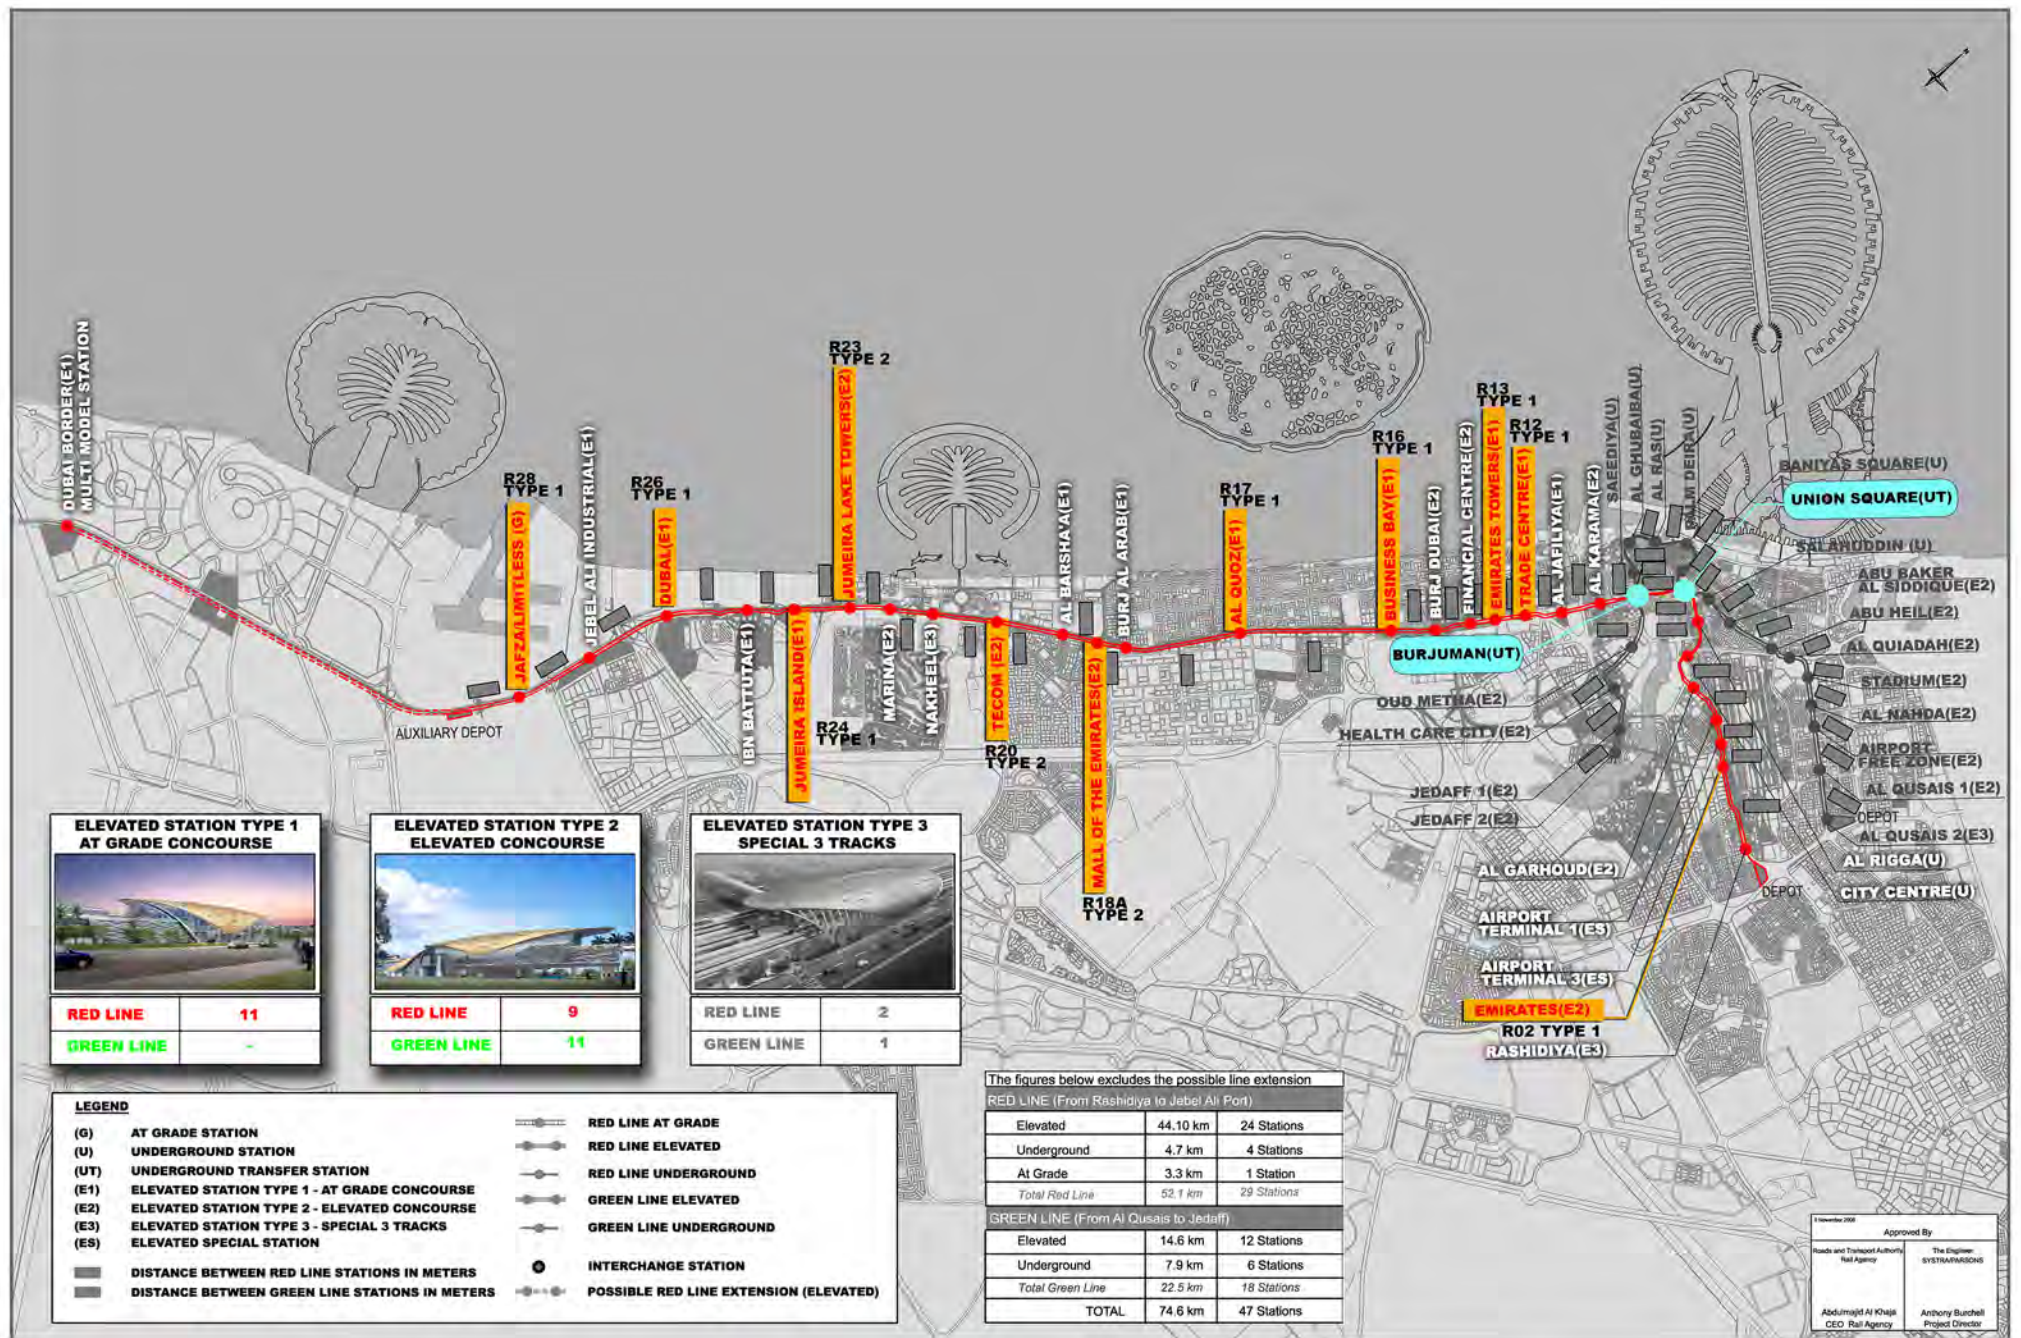 DUBAI BORDER(E1)
MULTI MODEL STATION
R28
TYPE 1
JAFZA/LIMITLESS (G)
JEBEL ALI INDUSTRIAL(E1)
R26
TYPE 1
DUBAL(E1)
IBN BATTUTA(E1)
JUMEIRA ISLAND(E1)
R24
TYPE 1
R23
TYPE 2
JUMEIRA LAKE TOWERS(E2)
MARINA(E2)
NAKHEEL(E3)
TECOM (E2)
R20
TYPE 2
AL BARSHA(E1)
MALL OF THE EMIRATES(E2)
R18A
TYPE 2
BURJ AL ARAB(E1)
R17
TYPE 1
AL QUOZ(E1)
R16
TYPE 1
BUSINESS BAY(E1)
BURJ DUBAI(E2)
FINANCIAL CENTRE(E2)
R13
TYPE 1
EMIRATES TOWERS(E1)
R12
TYPE 1
TRADE CENTRE(E1)
AL JAFILIYA(E1)
AL KARAMA(E2)
SAEEDIYA(U)
AL GHUBAIBA(U)
AL RAS(U)
PALM DEIRA(U)
BANIYAS SQUARE(U)
UNION SQUARE(UT)
SALAHUDDIN (U)
ABU BAKER
AL SIDDIQUE(E2)
ABU HEIL(E2)
AL QUIADAH(E2)
STADIUM(E2)
AL NAHDA(E2)
AIRPORT
FREE ZONE(E2)
AL QUSAIS 1(E2)
DEPOT
AL QUSAIS 2(E3)
AL RIGGA(U)
CITY CENTRE(U)
DEPOT
BURJUMAN(UT)
OUD METHA(E2)
HEALTH CARE CITY(E2)
JEDAFF 1(E2)
JEDAFF 2(E2)
AL GARHOUD(E2)
AIRPORT
TERMINAL 1(ES)
AIRPORT
TERMINAL 3(ES)
EMIRATES(E2)
R02 TYPE 1
RASHIDIYA(E3)
AUXILIARY DEPOT
ELEVATED STATION TYPE 1
AT GRADE CONCOURSE
RED LINE 11
GREEN LINE -
ELEVATED STATION TYPE 2
ELEVATED CONCOURSE
RED LINE 9
GREEN LINE 11
ELEVATED STATION TYPE 3
SPECIAL 3 TRACKS
RED LINE 2
GREEN LINE 1
LEGEND
(G) AT GRADE STATION
(U) UNDERGROUND STATION
(UT) UNDERGROUND TRANSFER STATION
(E1) ELEVATED STATION TYPE 1 - AT GRADE CONCOURSE
(E2) ELEVATED STATION TYPE 2 - ELEVATED CONCOURSE
(E3) ELEVATED STATION TYPE 3 - SPECIAL 3 TRACKS
(ES) ELEVATED SPECIAL STATION
DISTANCE BETWEEN RED LINE STATIONS IN METERS
DISTANCE BETWEEN GREEN LINE STATIONS IN METERS
RED LINE AT GRADE
RED LINE ELEVATED
RED LINE UNDERGROUND
GREEN LINE ELEVATED
GREEN LINE UNDERGROUND
INTERCHANGE STATION
POSSIBLE RED LINE EXTENSION (ELEVATED)
The figures below excludes the possible line extension
RED LINE (From Rashidiya to Jebel Ali Port)
Elevated 44.10 km 24 Stations
Underground 4.7 km 4 Stations
At Grade 3.3 km 1 Station
Total Red Line 52.1 km 29 Stations
GREEN LINE (From Al Qusais to Jedaff)
Elevated 14.6 km 12 Stations
Underground 7.9 km 6 Stations
Total Green Line 22.5 km 18 Stations
TOTAL 74.6 km 47 Stations
Approved By
Roads and Transport Authority
Rail Agency
The Engineer
SYSTRA/PARSONS
Abdulmajid Al Khaja
CEO Rail Agency
Anthony Burchell
Project Director